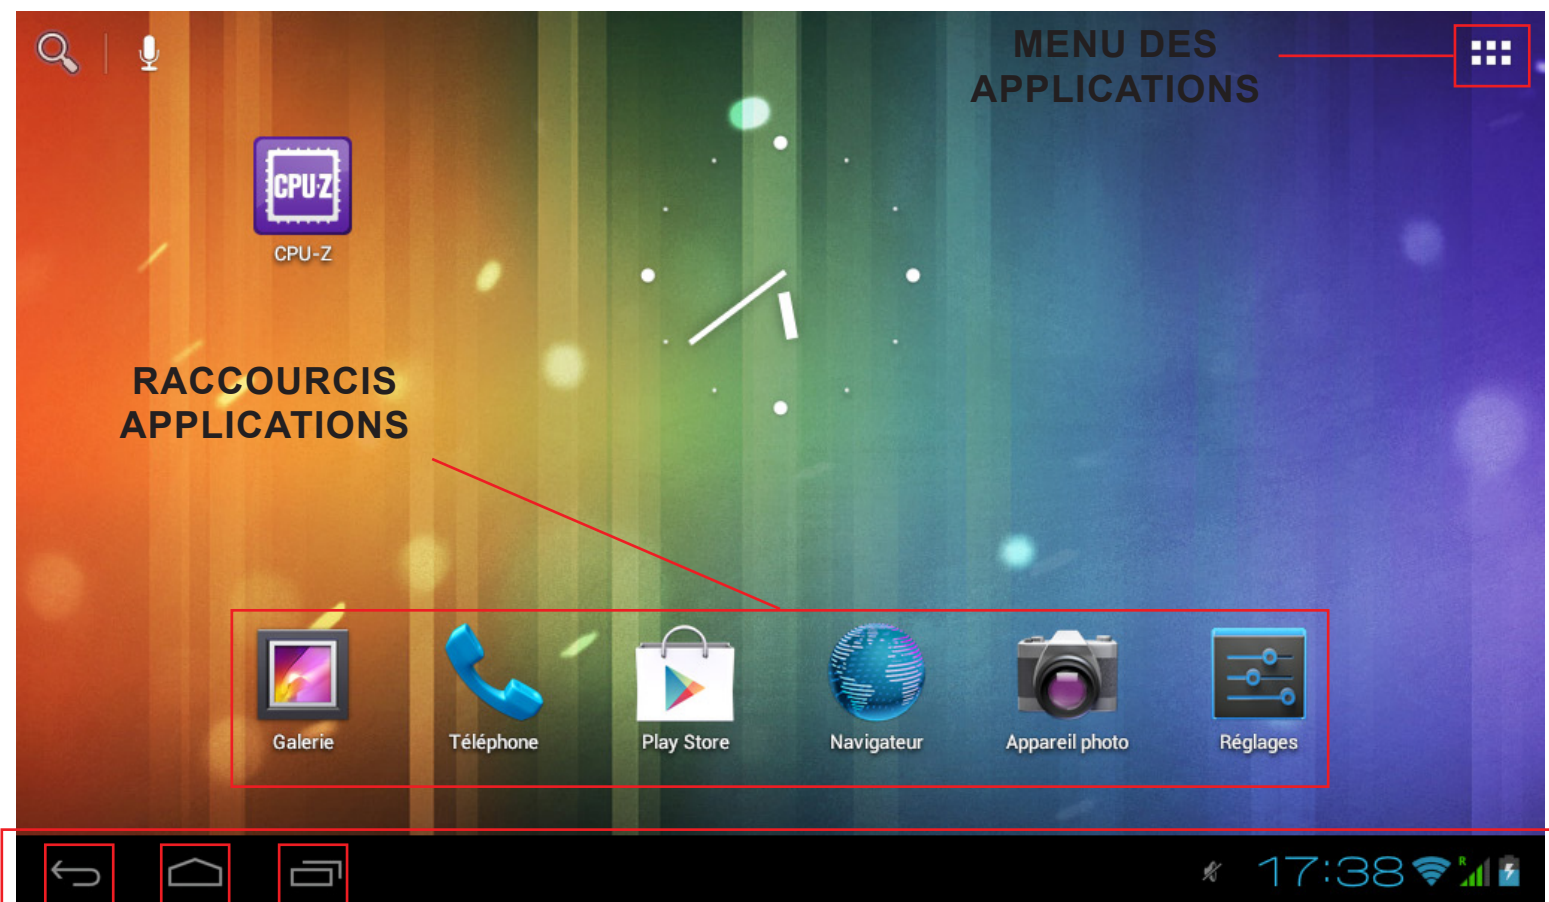 MENU DES
APPLICATIONS
CPU-Z
CPU-Z
RACCOURCIS
APPLICATIONS
Galerie
Téléphone
Play Store
Navigateur
Appareil photo
Réglages
17:38
R